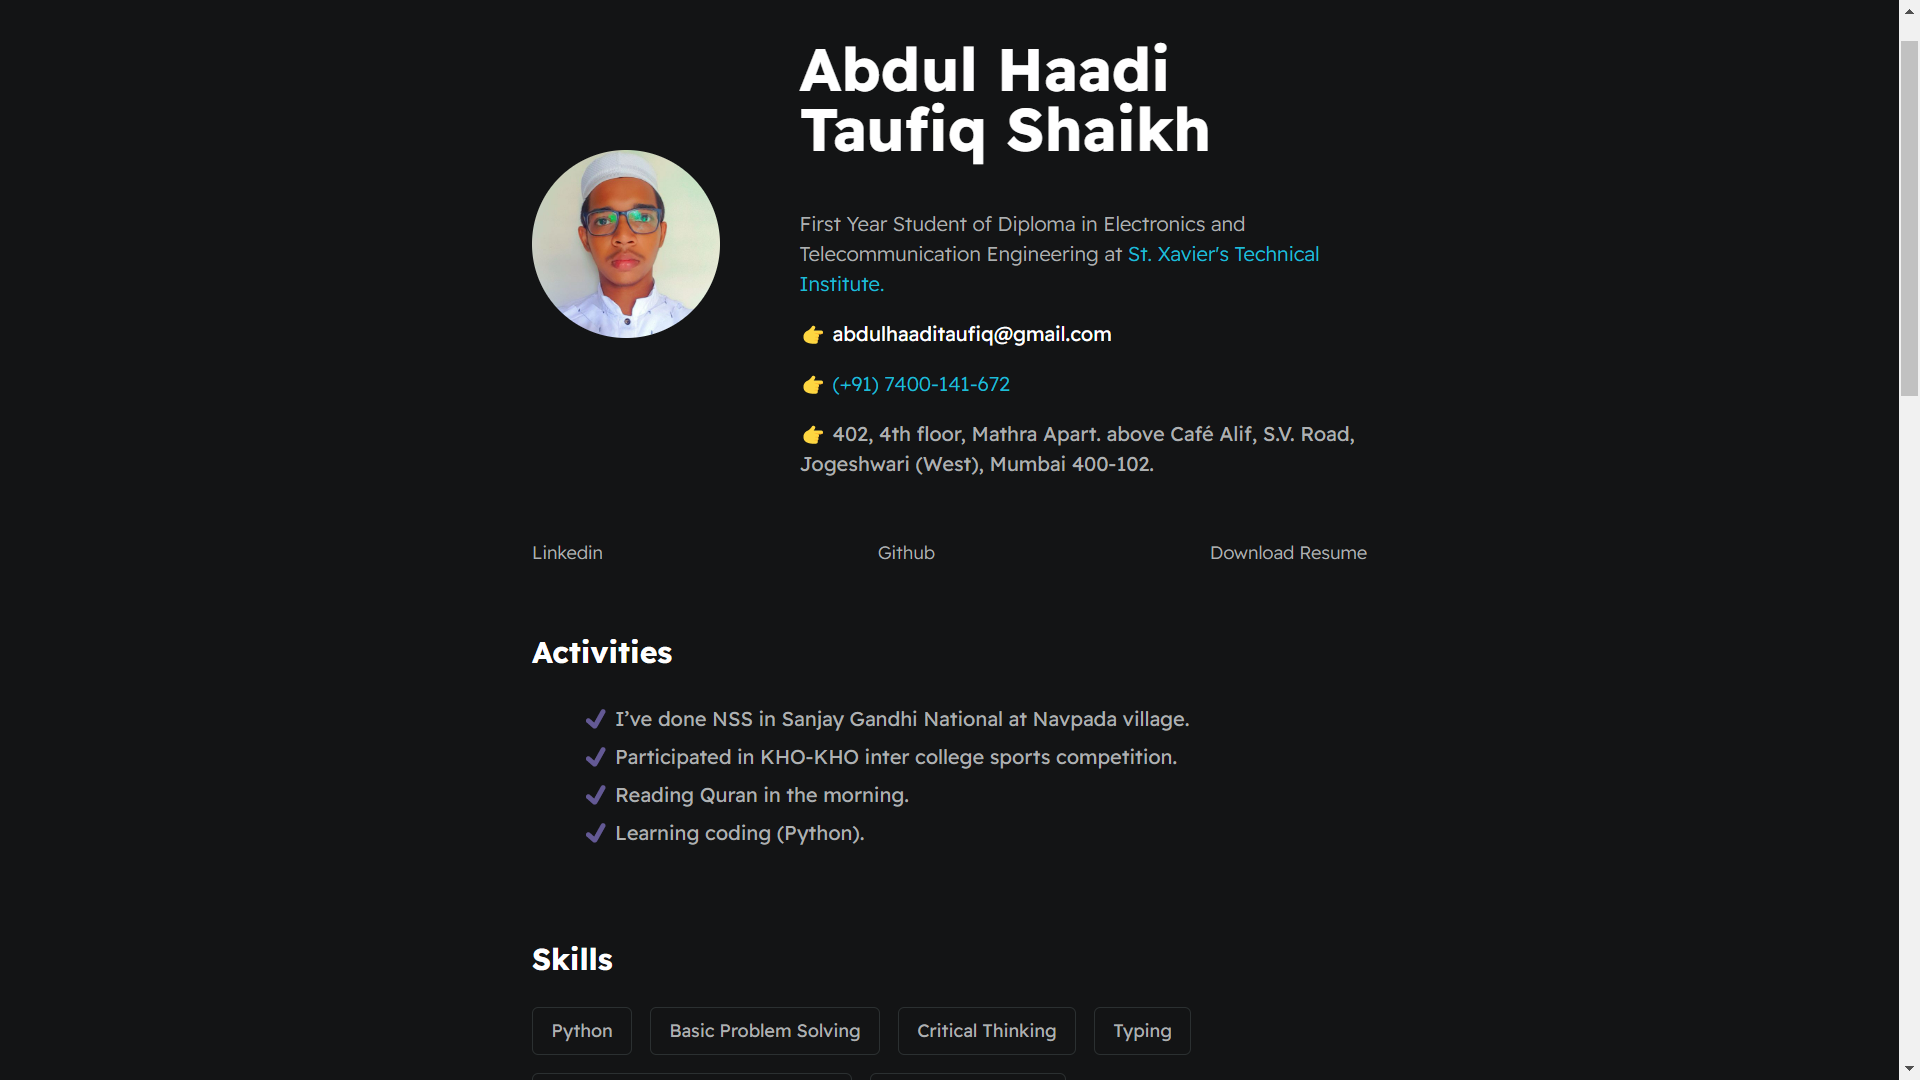 Abdul Haadi
Taufiq Shaikh
First Year Student of Diploma in Electronics and
Telecommunication Engineering at St. Xavier's Technical
Institute.
👉 abdulhaaditaufiq@gmail.com
👉 (+91) 7400-141-672
👉 402, 4th floor, Mathra Apart. above Café Alif, S.V. Road,
Jogeshwari (West), Mumbai 400-102.
Linkedin Github Download Resume
Activities
✔ I’ve done NSS in Sanjay Gandhi National at Navpada village.
✔ Participated in KHO-KHO inter college sports competition.
✔ Reading Quran in the morning.
✔ Learning coding (Python).
Skills
Python Basic Problem Solving Critical Thinking Typing